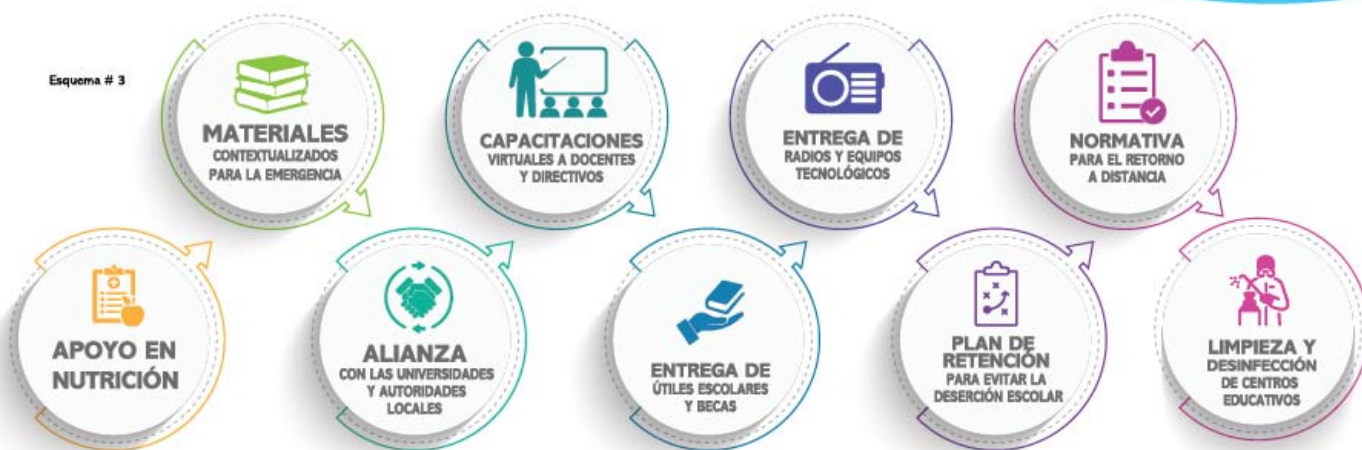 Esquema # 3
MATERIALES
CONTEXTUALIZADOS
PARA LA EMERGENCIA
CAPACITACIONES
VIRTUALES A DOCENTES
Y DIRECTIVOS
ENTREGA DE
RADIOS Y EQUIPOS
TECNOLÓGICOS
NORMATIVA
PARA EL RETORNO
A DISTANCIA
APOYO EN
NUTRICIÓN
ALIANZA
CON LAS UNIVERSIDADES
Y AUTORIDADES
LOCALES
ENTREGA DE
ÚTILES ESCOLARES
Y BECAS
PLAN DE
RETENCIÓN
PARA EVITAR LA
DESERCIÓN ESCOLAR
LIMPIEZA Y
DESINFECCIÓN
DE CENTROS
EDUCATIVOS